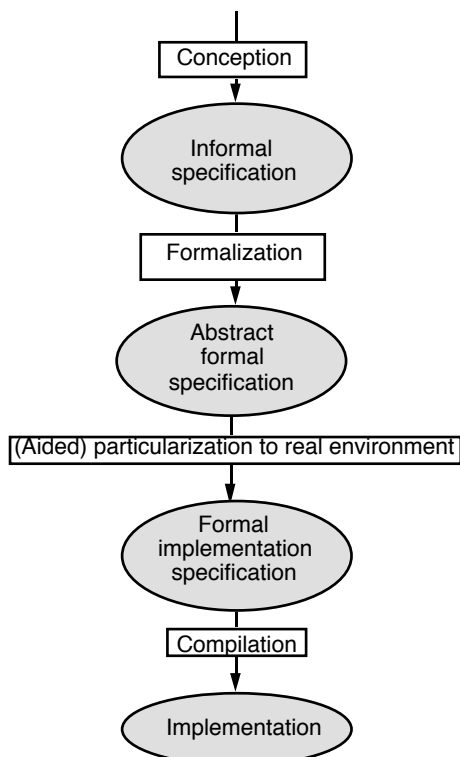 Conception
Informal
specification
Formalization
Abstract
formal
specification
(Aided) particularization to real environment
Formal
implementation
specification
Compilation
Implementation